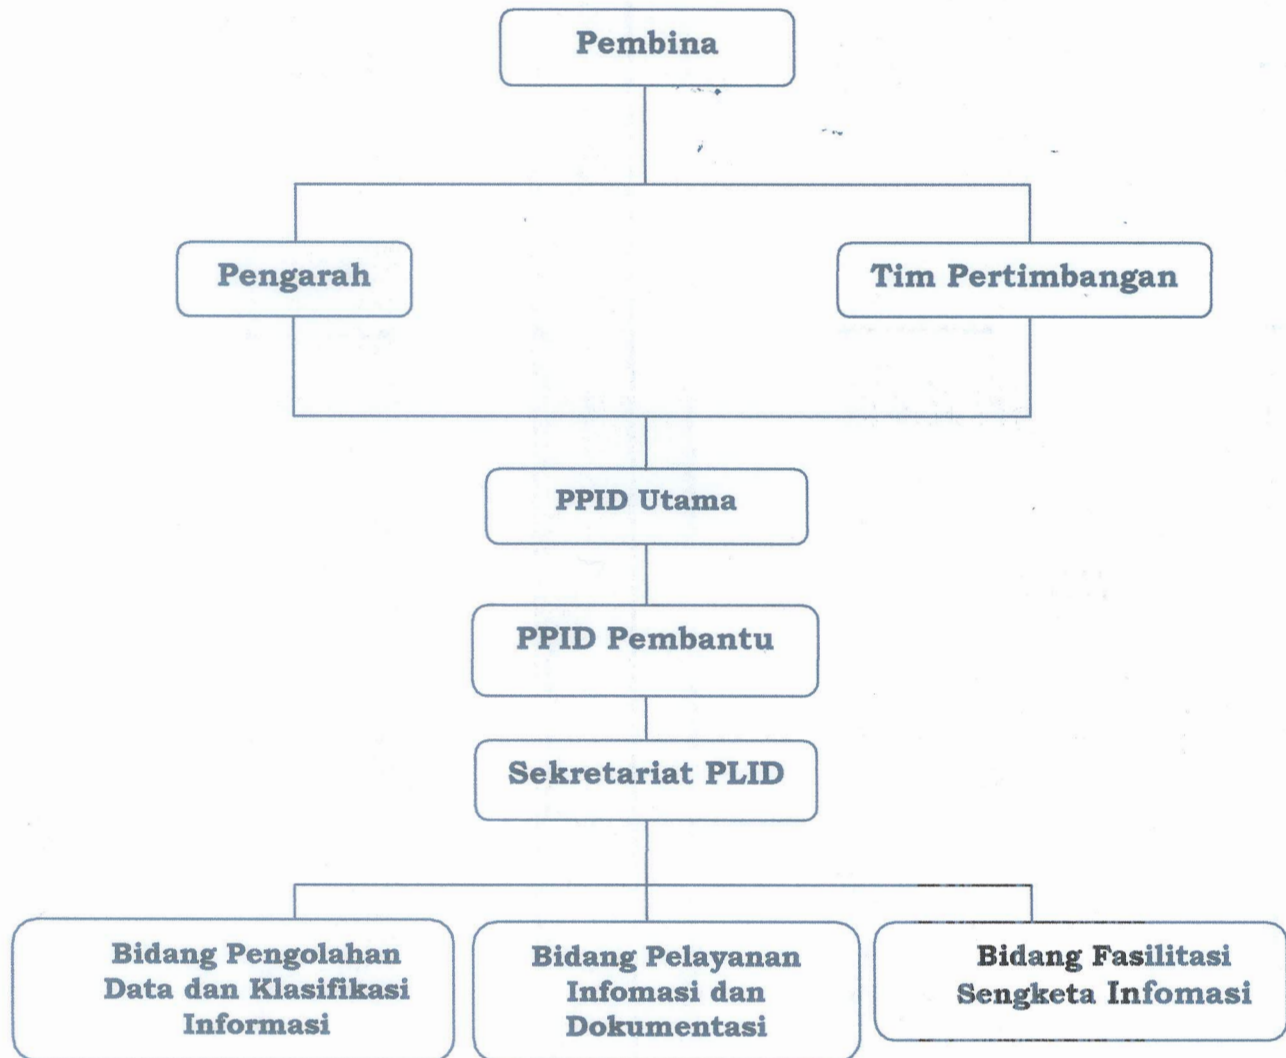 Pembina
Pengarah
Tim Pertimbangan
PPID Utama
PPID Pembantu
Sekretariat PLID
Bidang Pengolahan
Data dan Klasifikasi
Informasi
Bidang Pelayanan
Infomasi dan
Dokumentasi
Bidang Fasilitasi
Sengketa Infomasi